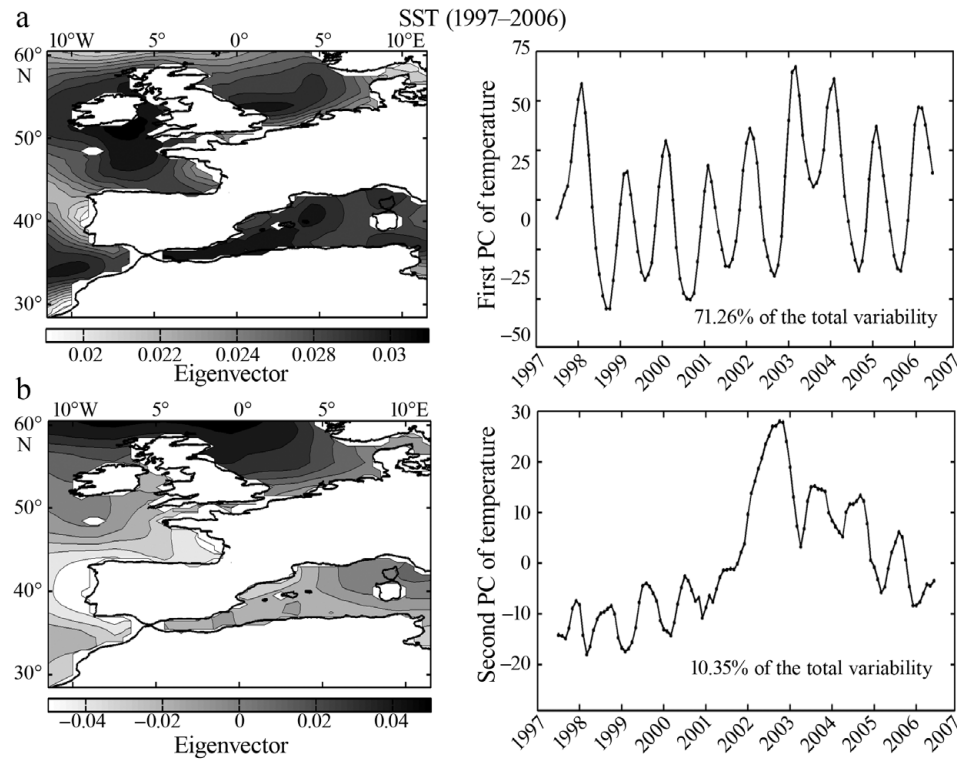 SST (1997–2006)
a
10°W 5° 0° 5° 10°E
60°
N
50°
40°
30°
0.02 0.022 0.024 0.026 0.028 0.03
Eigenvector
First PC of temperature
75
50
25
0
−25
−50
71.26% of the total variability
1997 1998 1999 2000 2001 2002 2003 2004 2005 2006 2007
b
10°W 5° 0° 5° 10°E
60°
N
50°
40°
30°
−0.04 −0.02 0 0.02 0.04
Eigenvector
Second PC of temperature
30
20
10
0
−10
−20
10.35% of the total variability
1997 1998 1999 2000 2001 2002 2003 2004 2005 2006 2007